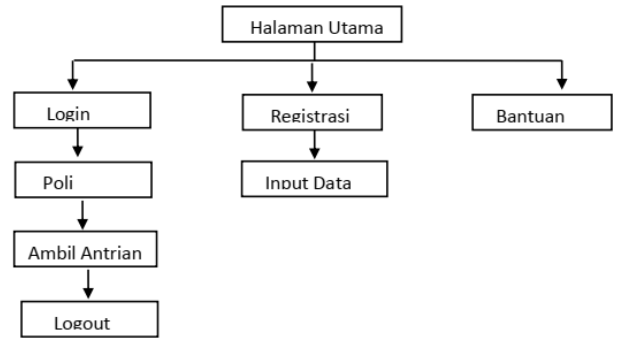 Halaman Utama
Login
Registrasi
Bantuan
Poli
Input Data
Ambil Antrian
Logout